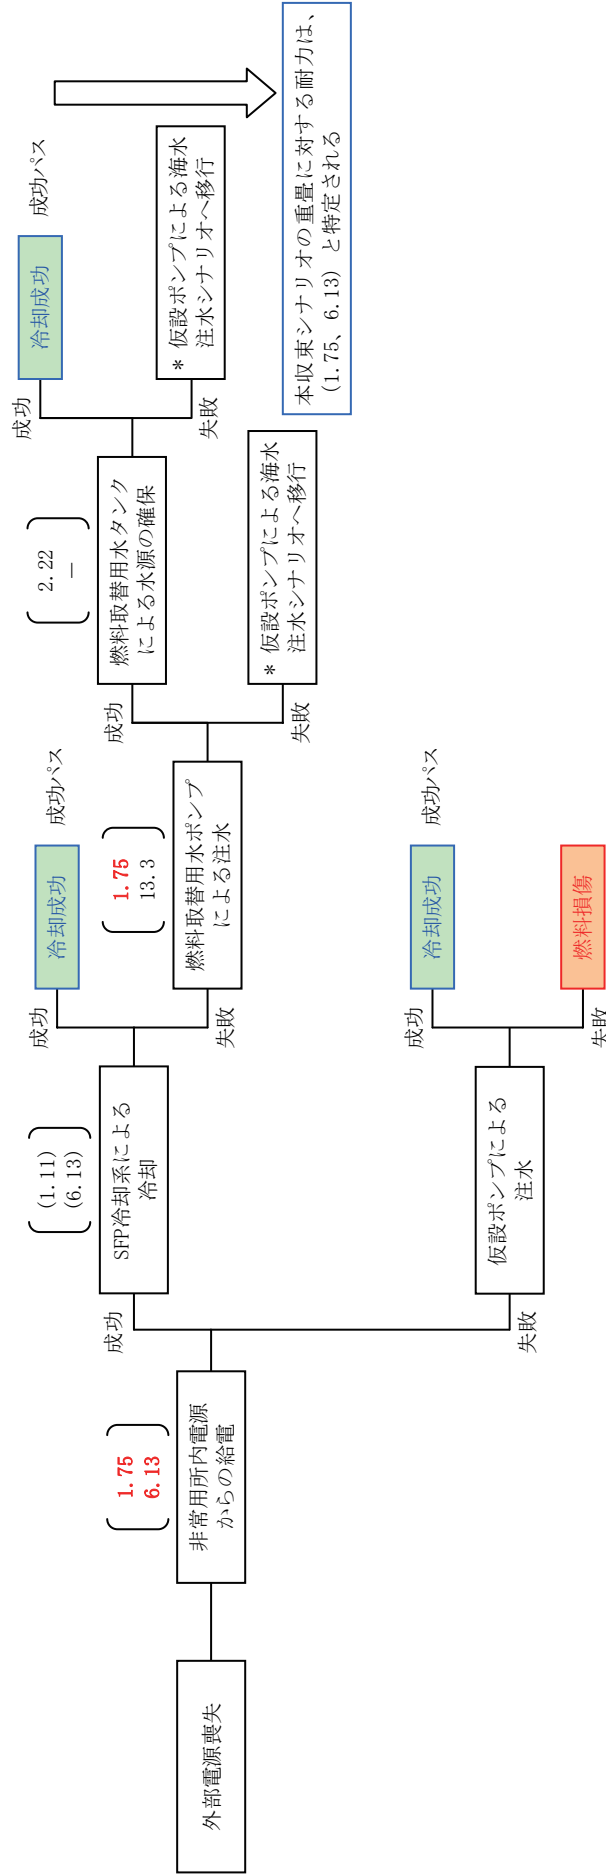 外部電源喪失
1.75
6.13
非常用所内電源
からの給電
成功
失敗
(1.11)
(6.13)
SFP冷却系による
冷却
成功
失敗
冷却成功
成功パス
1.75
13.3
燃料取替用水ポンプ
による注水
成功
失敗
2.22
―
燃料取替用水タンク
による水源の確保
* 仮設ポンプによる海水
注水シナリオへ移行
成功
失敗
冷却成功
成功パス
* 仮設ポンプによる海水
注水シナリオへ移行
本収束シナリオの重畳に対する耐力は、
(1.75、6.13) と特定される
仮設ポンプによる
注水
成功
失敗
冷却成功
成功パス
燃料損傷